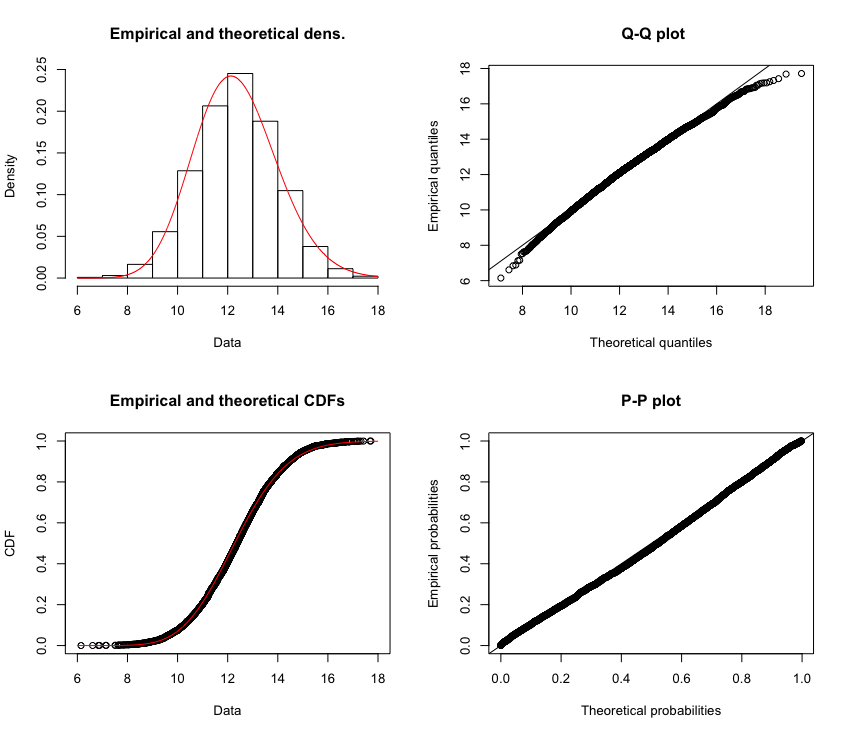 Empirical and theoretical dens.
Density
0.00 0.05 0.10 0.15 0.20 0.25
6 8 10 12 14 16 18
Data
Q-Q plot
Empirical quantiles
6 8 10 12 14 16 18
8 10 12 14 16 18
Theoretical quantiles
Empirical and theoretical CDFs
CDF
0.0 0.2 0.4 0.6 0.8 1.0
6 8 10 12 14 16 18
Data
P-P plot
Empirical probabilities
0.0 0.2 0.4 0.6 0.8 1.0
0.0 0.2 0.4 0.6 0.8 1.0
Theoretical probabilities